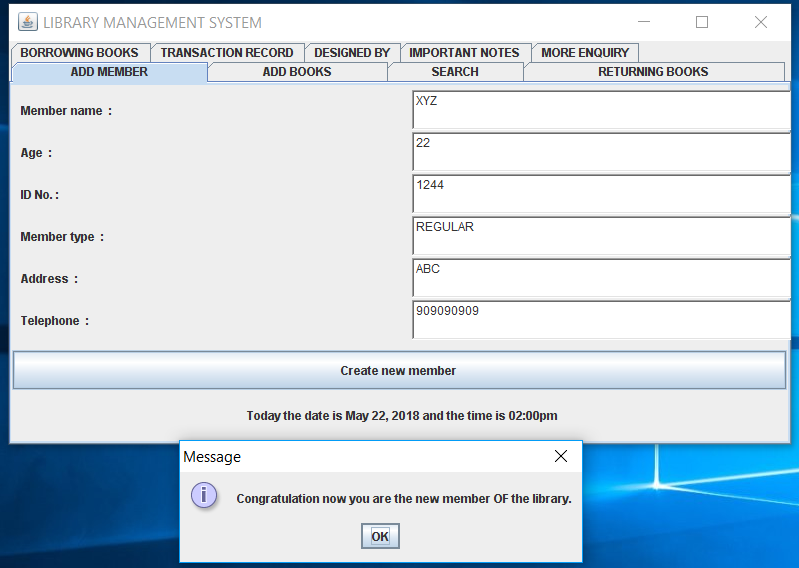 LIBRARY MANAGEMENT SYSTEM
BORROWING BOOKS TRANSACTION RECORD DESIGNED BY IMPORTANT NOTES MORE ENQUIRY
ADD MEMBER ADD BOOKS SEARCH RETURNING BOOKS
Member name : XYZ
Age : 22
ID No. : 1244
Member type : REGULAR
Address : ABC
Telephone : 909090909
Create new member
Today the date is May 22, 2018 and the time is 02:00pm
Message
i
Congratulation now you are the new member OF the library.
OK